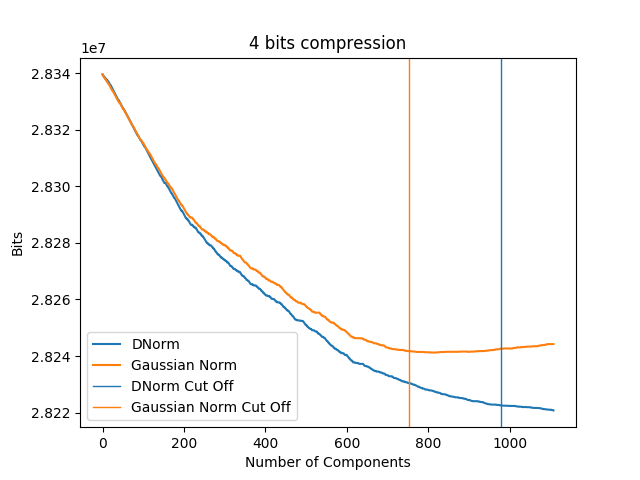 4 bits compression
1e7
2.834
2.832
2.830
2.828
2.826
2.824
2.822
Bits
DNorm
Gaussian Norm
DNorm Cut Off
Gaussian Norm Cut Off
0 200 400 600 800 1000
Number of Components